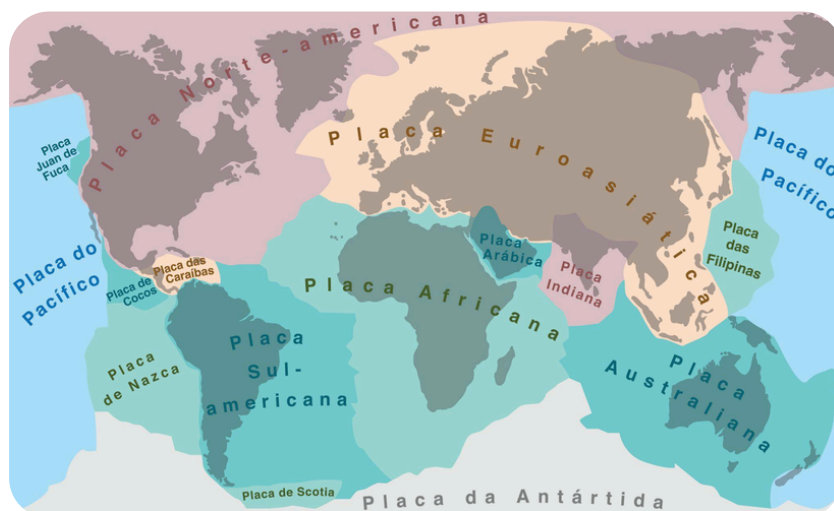 Placa Norte-americana
Placa Euroasiática
Placa
Juan de
Fuca
Placa do
Pacífico
Placa do
Pacífico
Placa
das
Filipinas
Placa
Arábica
Placa
Indiana
Placa das
Caraíbas
Placa de
Cocos
Placa Africana
Placa
de Nazca
Placa
Sul-
americana
Placa
Australiana
Placa de Scotia
Placa da Antártida